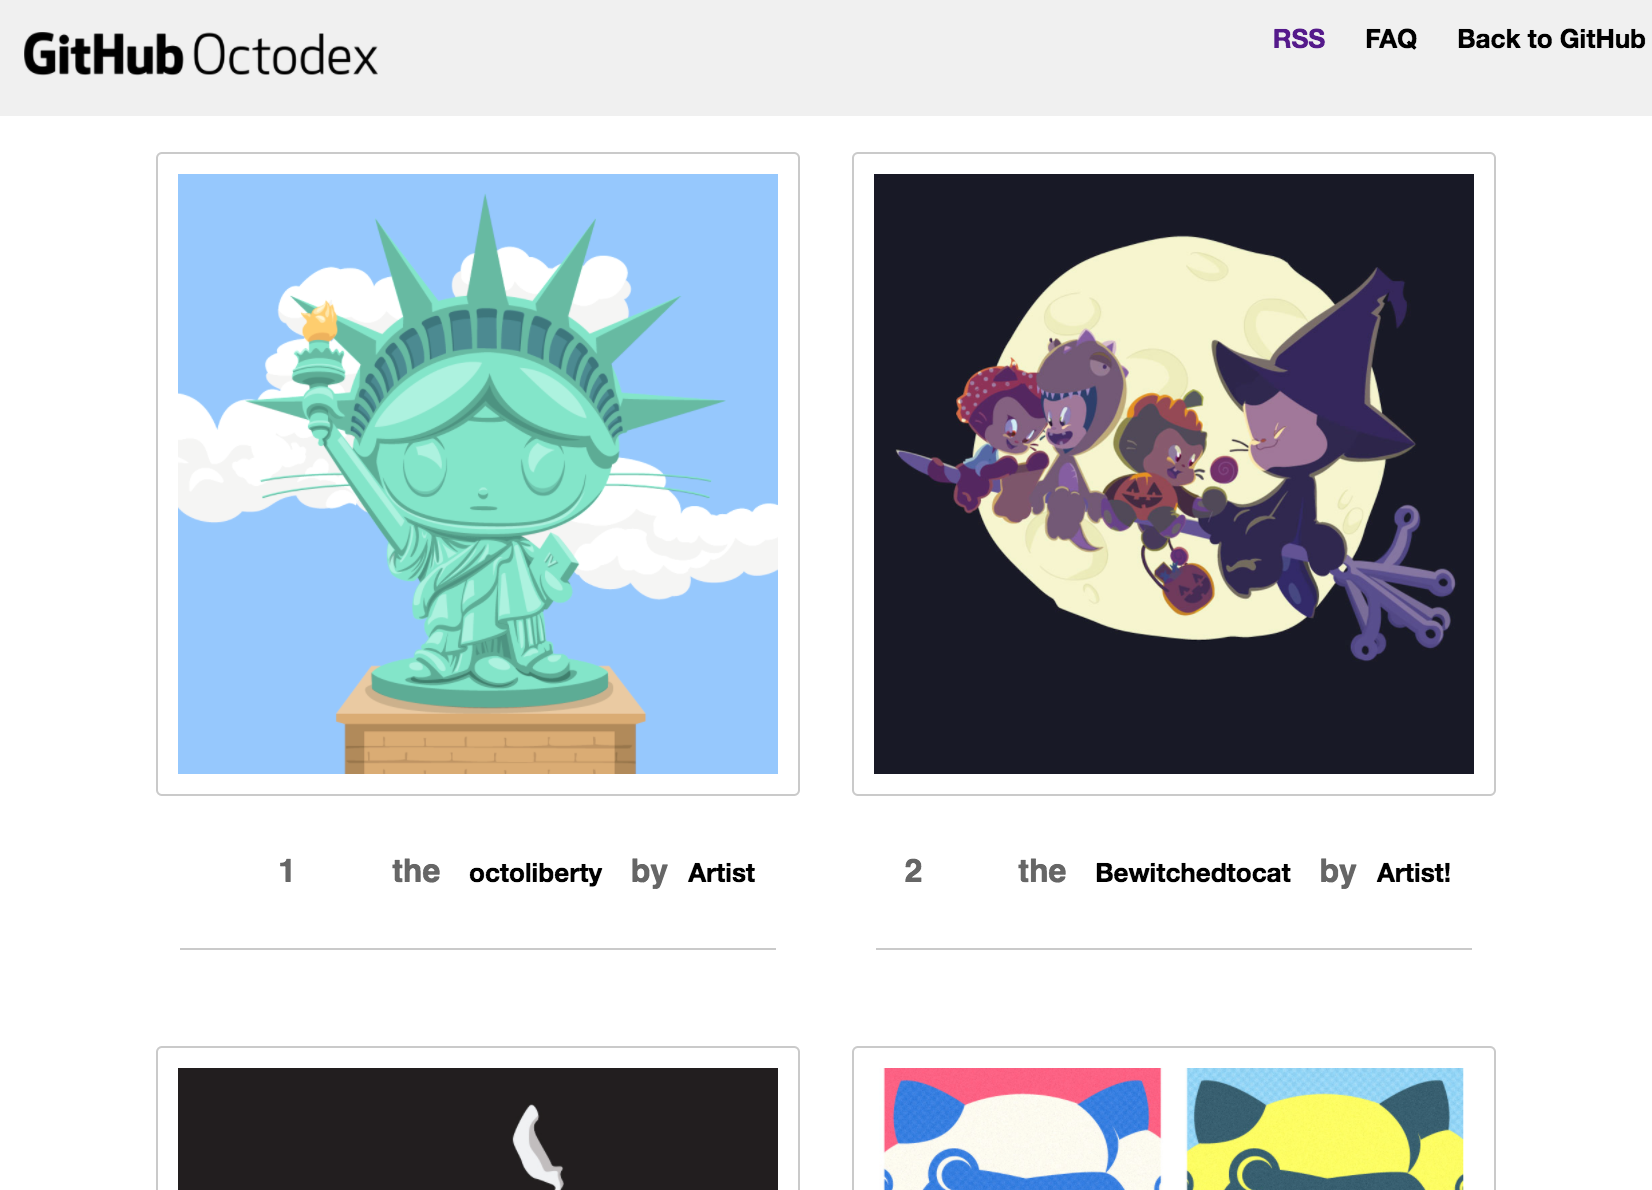 GitHub Octodex
RSS FAQ Back to GitHub
1 the octoliberty by Artist
2 the Bewitchedtocat by Artist!